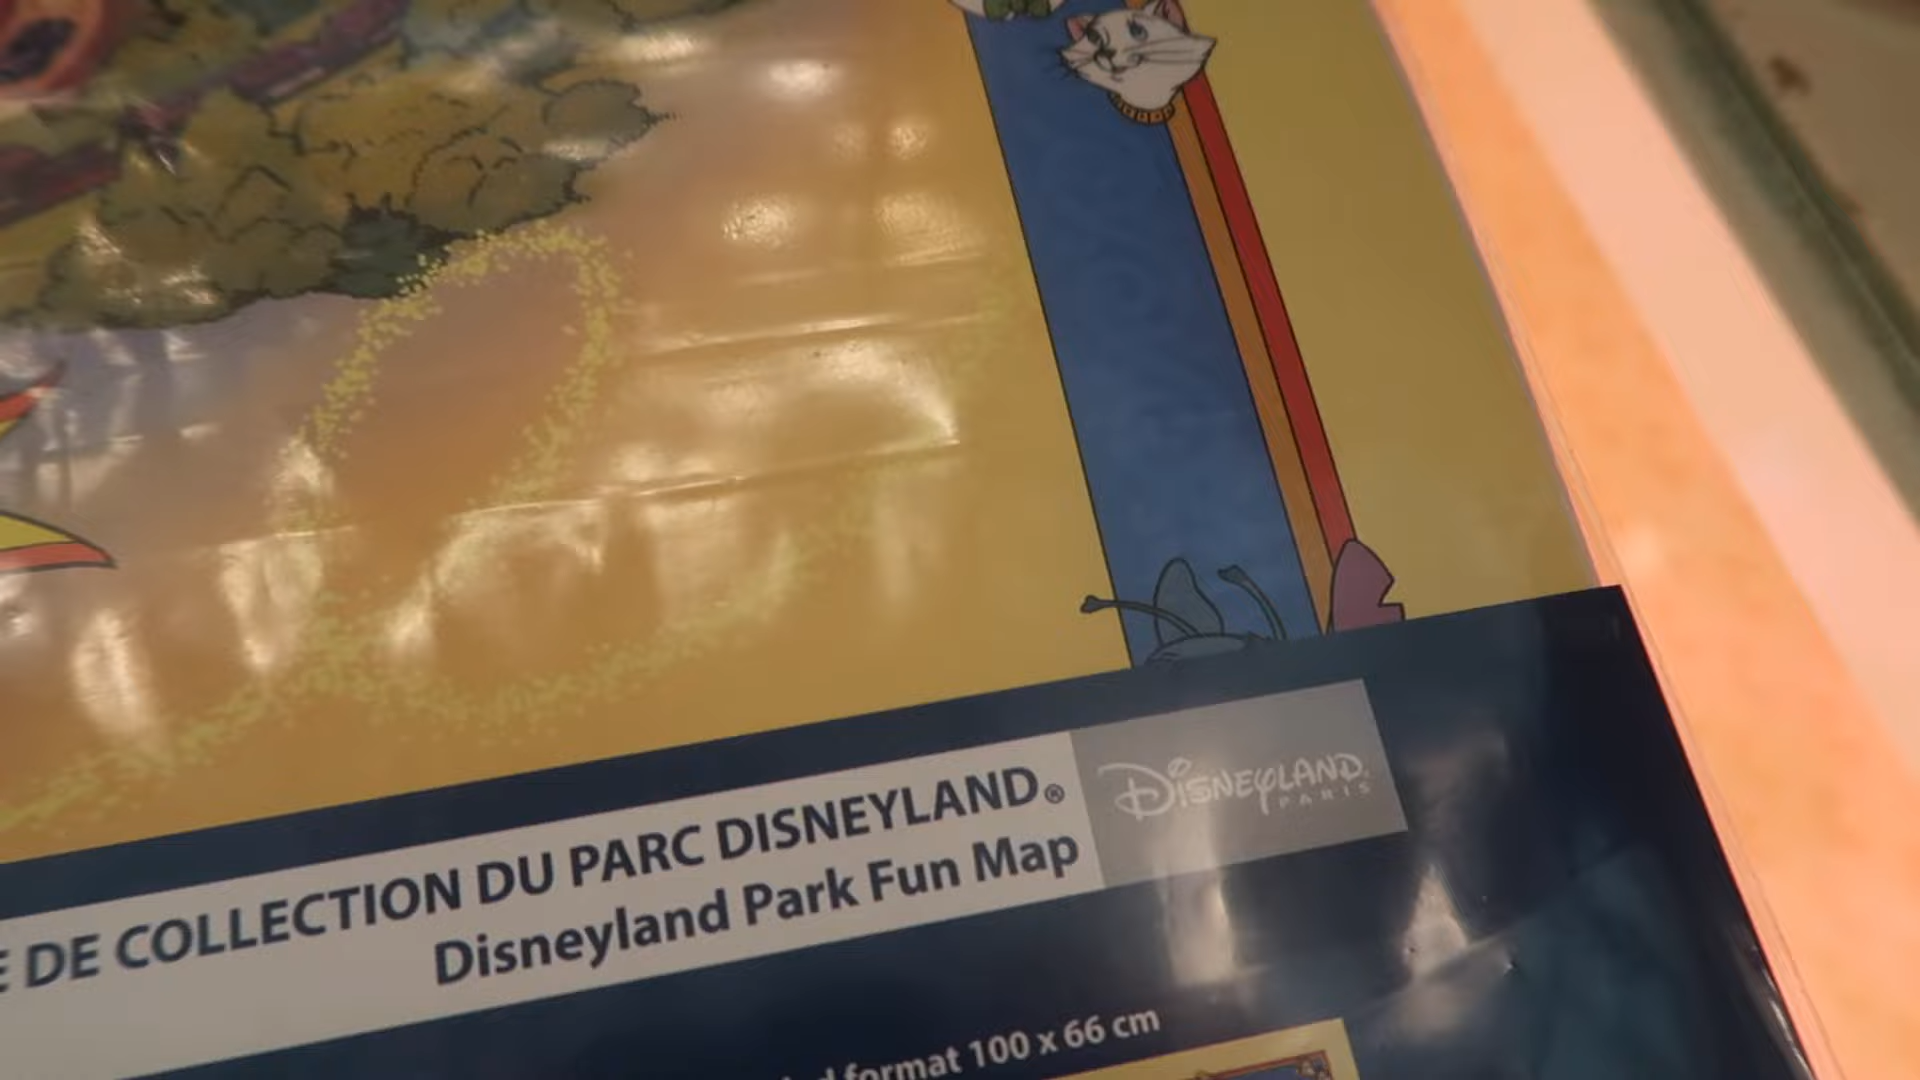 DE COLLECTION DU PARC DISNEYLAND®
Disneyland Park Fun Map
DISNEYLAND
PARIS
format 100 x 66 cm